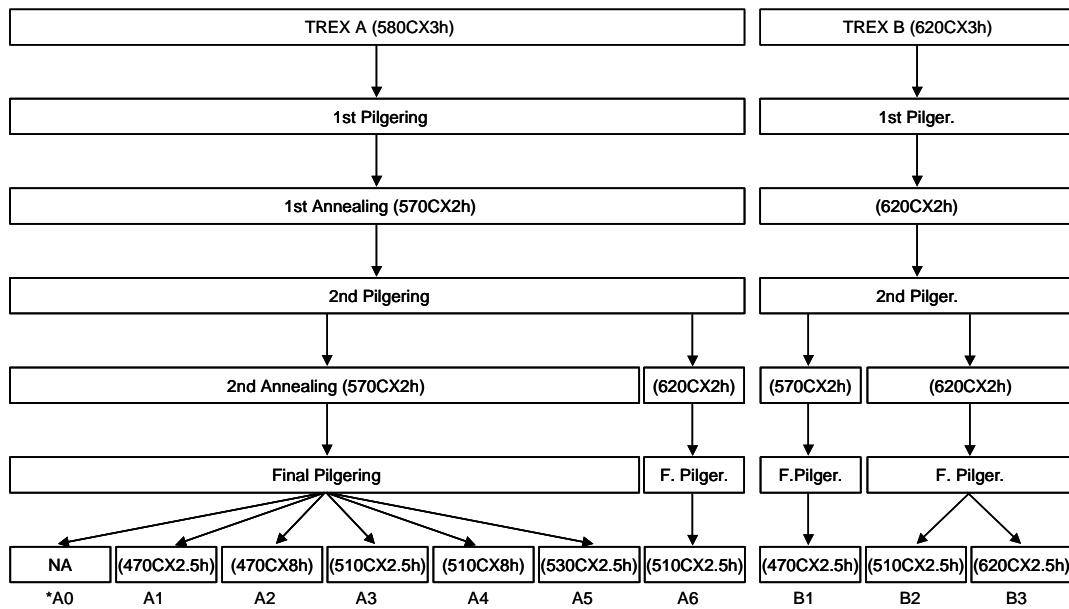 TREX A (580CX3h) TREX B (620CX3h)
1st Pilgering 1st Pilger.
1st Annealing (570CX2h) (620CX2h)
2nd Pilgering 2nd Pilger.
2nd Annealing (570CX2h) (620CX2h) (570CX2h) (620CX2h)
Final Pilgering F. Pilger. F.Pilger. F. Pilger.
NA (470CX2.5h) (470CX8h) (510CX2.5h) (510CX8h) (530CX2.5h) (510CX2.5h) (470CX2.5h) (510CX2.5h) (620CX2.5h)
*A0 A1 A2 A3 A4 A5 A6 B1 B2 B3